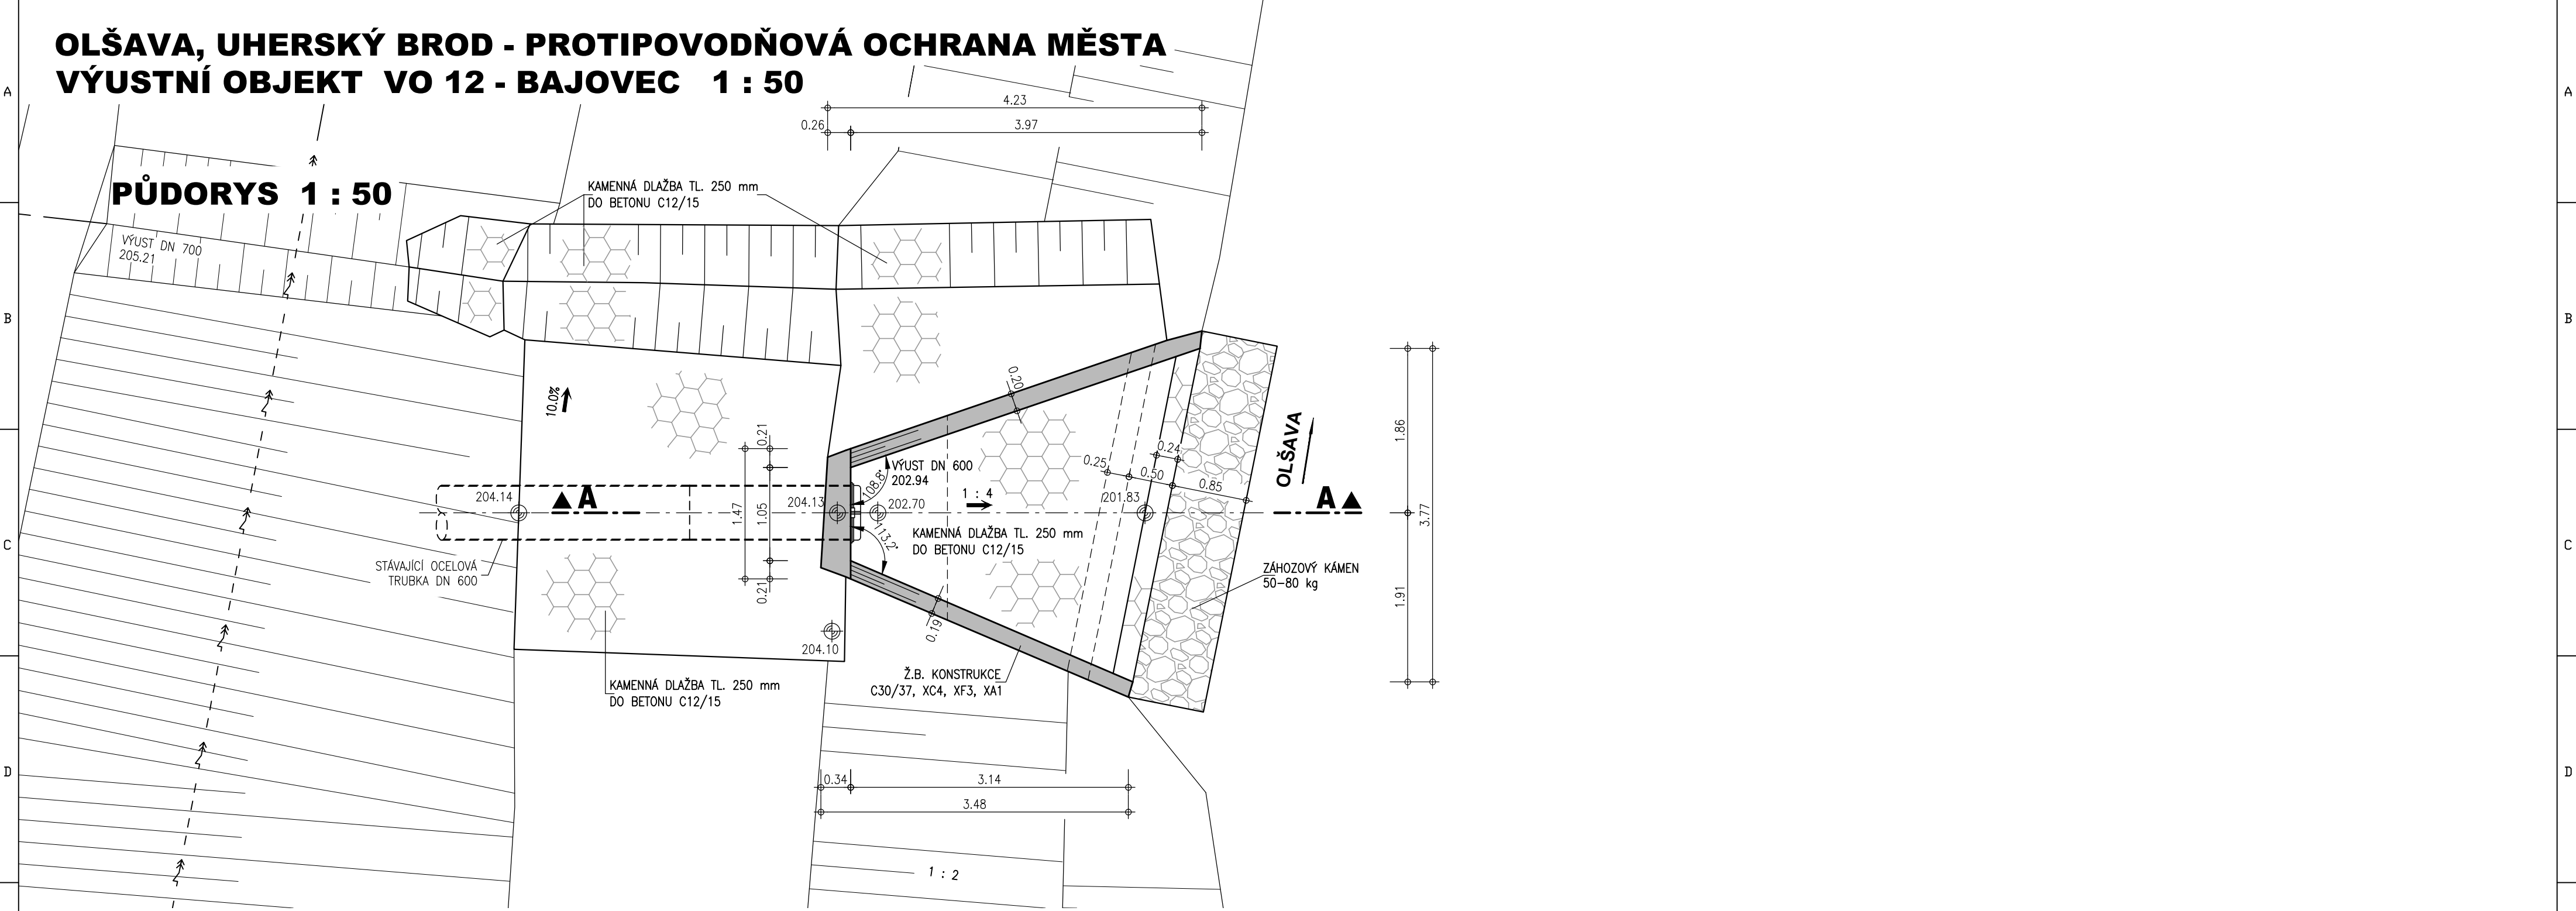 OLŠAVA, UHERSKÝ BROD - PROTIPOVODŇOVÁ OCHRANA MĚSTA
VÝUSTNÍ OBJEKT VO 12 - BAJOVEC 1 : 50
A
A
4.23
0.26
3.97
PŮDORYS 1 : 50
KAMENNÁ DLAŽBA TL. 250 mm
DO BETONU C12/15
VÝUST DN 700
205.21
B
B
10.0%
0.20
0.21
1.47
1.05
0.21
1.86
3.77
1.91
OLŠAVA
0.24
0.25
0.50
0.85
VÝUST DN 600
202.94
108.8°
204.14
A
204.13
202.70
1 : 4
201.83
A
113.2°
KAMENNÁ DLAŽBA TL. 250 mm
DO BETONU C12/15
C
C
STÁVAJÍCÍ OCELOVÁ
TRUBKA DN 600
ZÁHOZOVÝ KÁMEN
50-80 kg
0.19
204.10
Ž.B. KONSTRUKCE
C30/37, XC4, XF3, XA1
KAMENNÁ DLAŽBA TL. 250 mm
DO BETONU C12/15
D
D
0.34
3.14
3.48
1 : 2